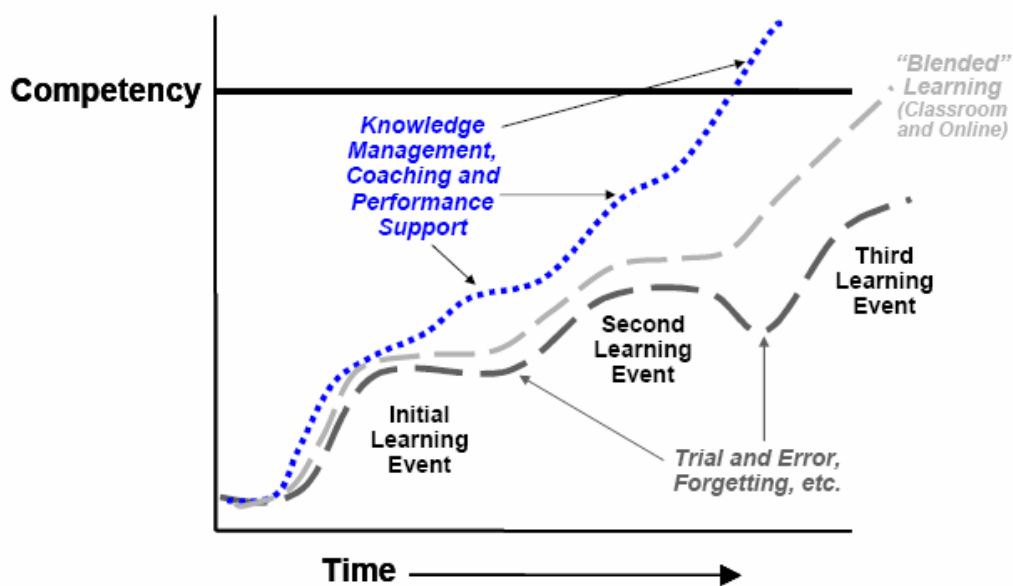 Competency
Knowledge
Management,
Coaching and
Performance
Support
“Blended”
Learning
(Classroom
and Online)
Initial
Learning
Event
Second
Learning
Event
Third
Learning
Event
Trial and Error,
Forgetting, etc.
Time